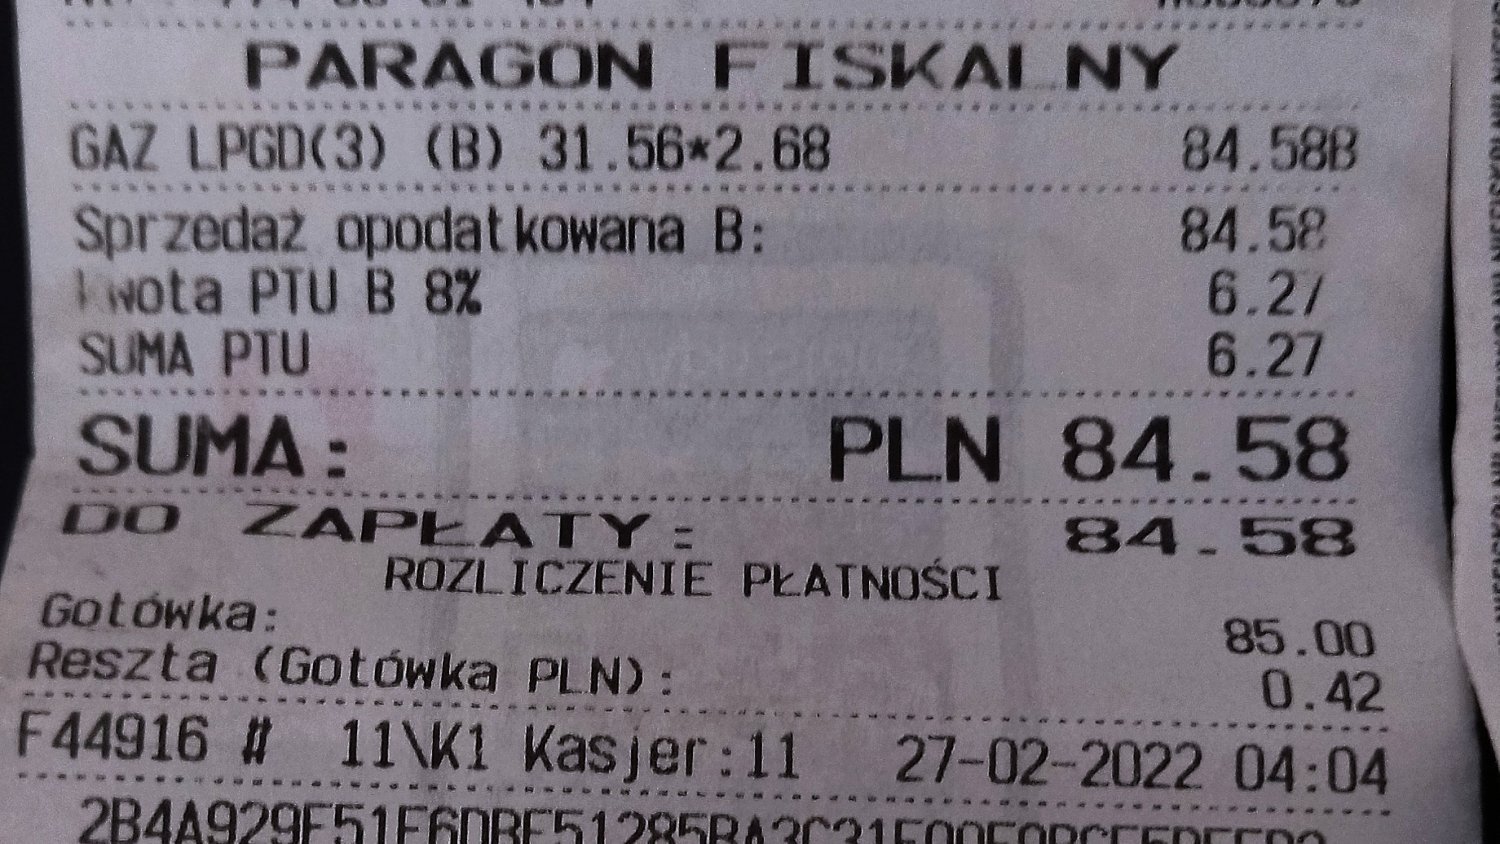 PARAGON FISKALNY
GAZ LPGD(3) (B) 31.56*2.68 84.58B
Sprzedaż opodatkowana B: 84.58
Kwota PTU B 8% 6.27
SUMA PTU 6.27
SUMA: PLN 84.58
DO ZAPŁATY: 84.58
ROZLICZENIE PŁATNOŚCI
Gotówka: 85.00
Reszta (Gotówka PLN): 0.42
F44916 # 11\K1 Kasjer:11 27-02-2022 04:04